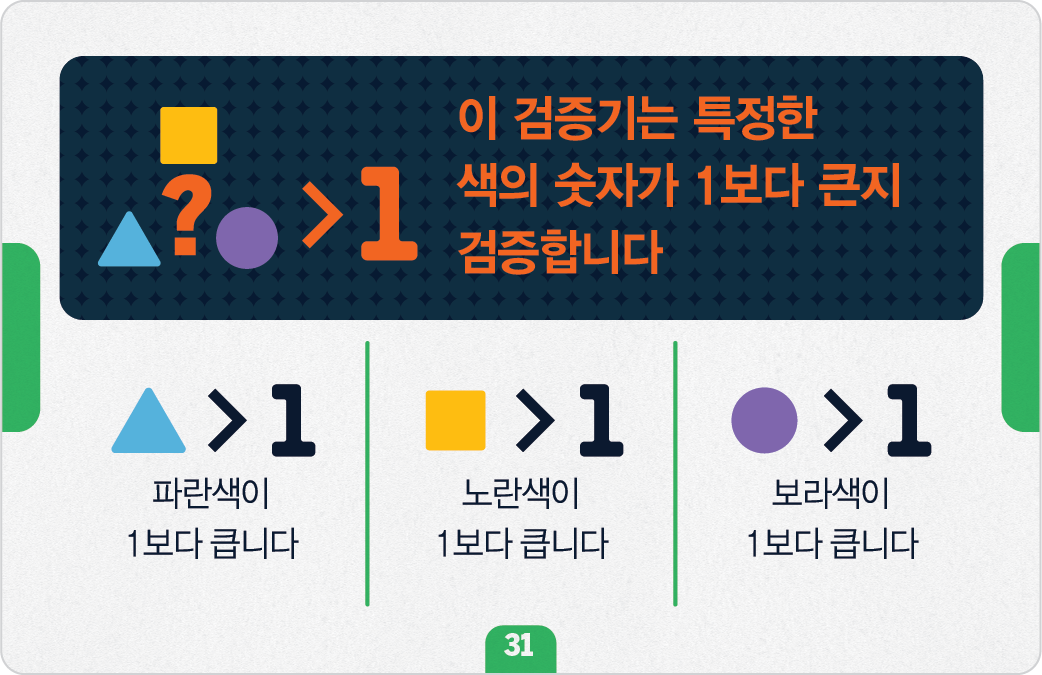 ? > 1
이 검증기는 특정한
색의 숫자가 1보다 큰지
검증합니다
> 1
파란색이
1보다 큽니다
> 1
노란색이
1보다 큽니다
> 1
보라색이
1보다 큽니다
31